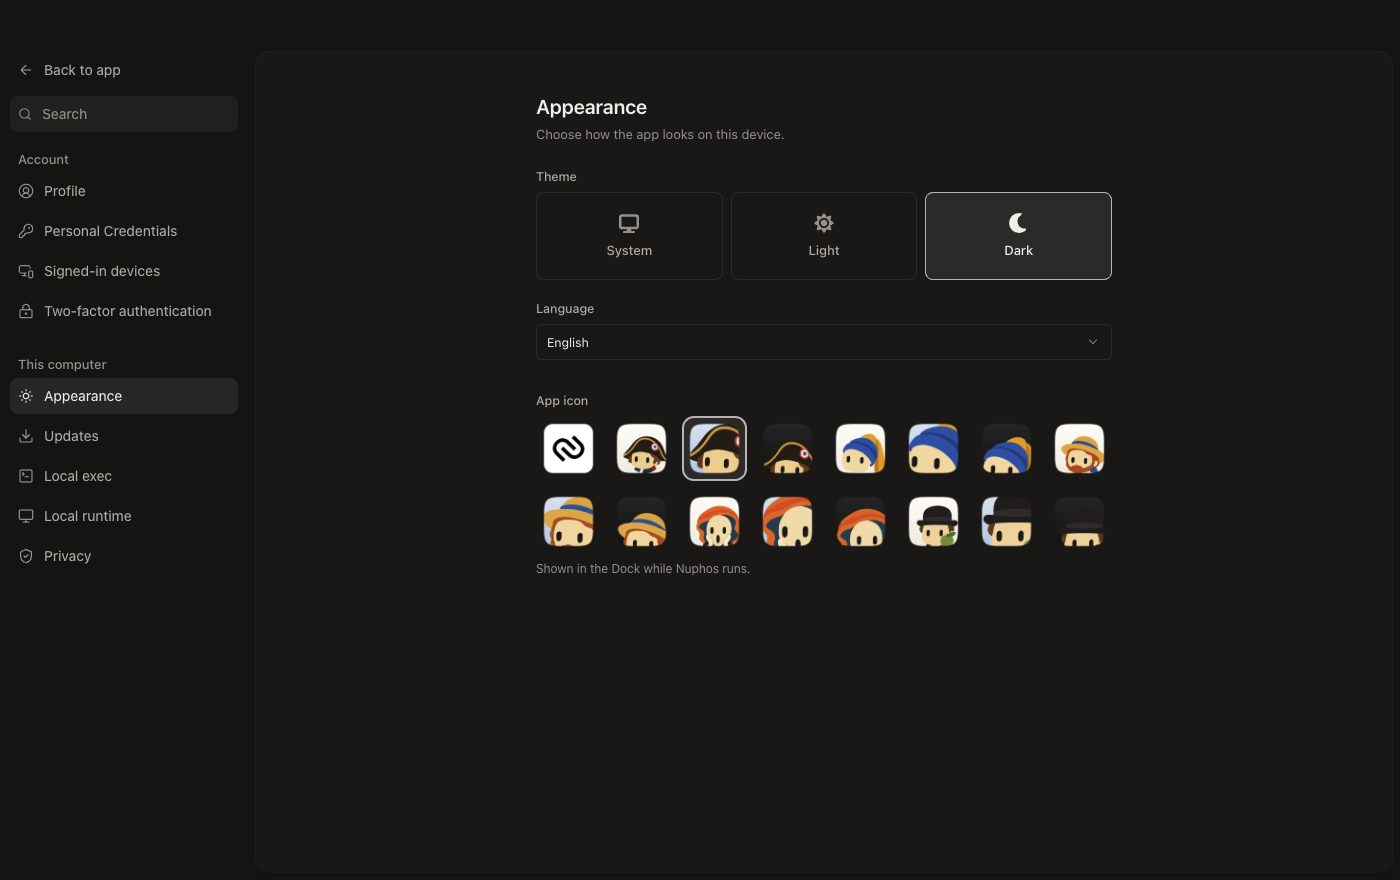 Back to app
Search
Account
Profile
Personal Credentials
Signed-in devices
Two-factor authentication
This computer
Appearance
Updates
Local exec
Local runtime
Privacy
Appearance
Choose how the app looks on this device.
Theme
System
Light
Dark
Language
English
App icon
Shown in the Dock while Nuphos runs.